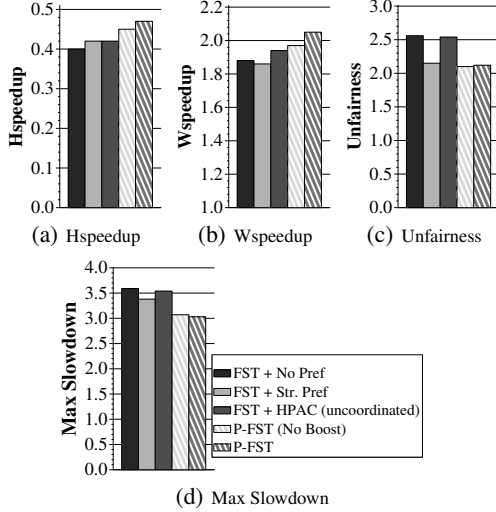 Hspeedup
0.4
0.3
0.2
0.1
0.0
(a) Hspeedup
Wspeedup
2.2
2.0
1.8
1.6
1.4
1.2
1.0
(b) Wspeedup
Unfairness
3.0
2.5
2.0
1.5
1.0
0.5
0.0
(c) Unfairness
Max Slowdown
4.0
3.5
3.0
2.5
2.0
1.5
1.0
0.5
0.0
FST + No Pref
FST + Str. Pref
FST + HPAC (uncoordinated)
P-FST (No Boost)
P-FST
(d) Max Slowdown